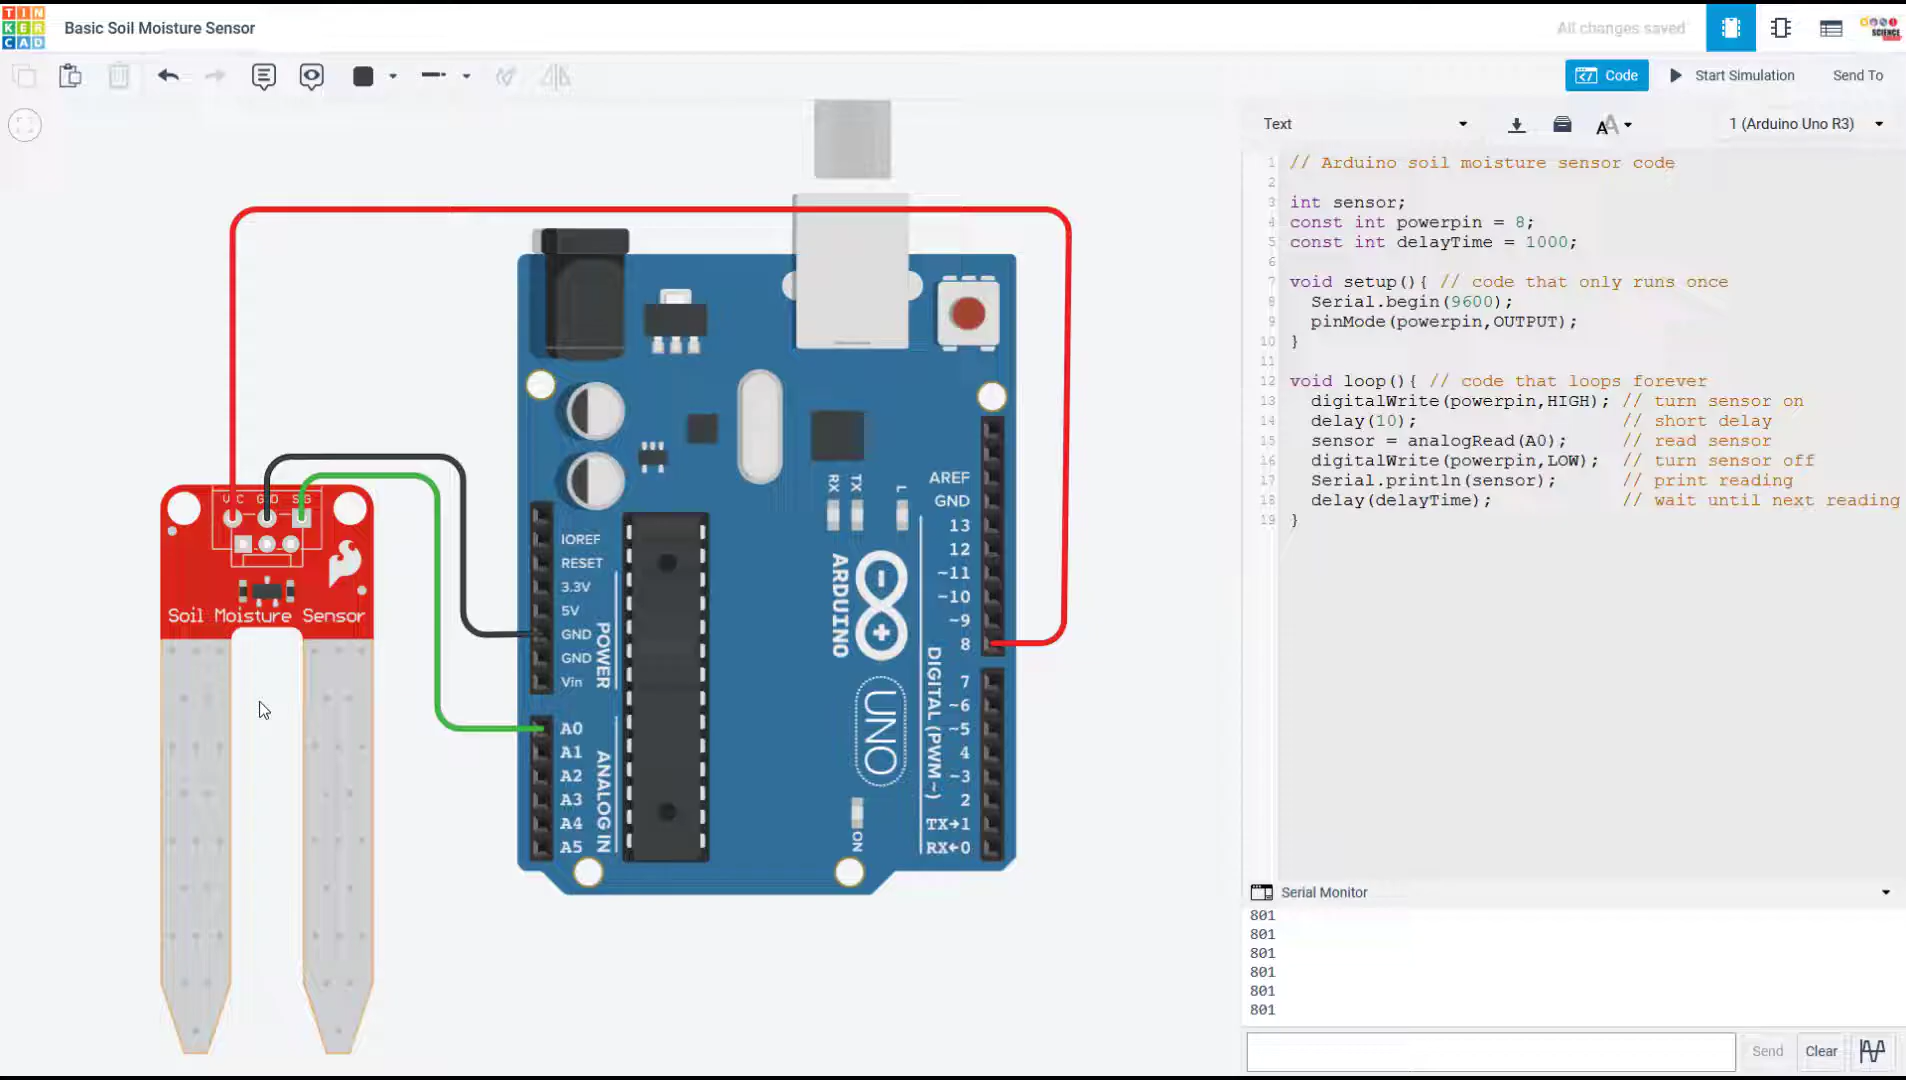 TIN
KER
CAD
Basic Soil Moisture Sensor
All changes saved
SCIENCE
Code
Start Simulation
Send To
Text
1 (Arduino Uno R3)
1 // Arduino soil moisture sensor code
2
3 int sensor;
4 const int powerpin = 8;
5 const int delayTime = 1000;
6
7 void setup(){ // code that only runs once
8 Serial.begin(9600);
9 pinMode(powerpin,OUTPUT);
10 }
11
12 void loop(){ // code that loops forever
13 digitalWrite(powerpin,HIGH); // turn sensor on
14 delay(10); // short delay
15 sensor = analogRead(A0); // read sensor
16 digitalWrite(powerpin,LOW); // turn sensor off
17 Serial.println(sensor); // print reading
18 delay(delayTime); // wait until next reading
19 }
Soil Moisture Sensor
IOREF
RESET
3.3V
5V
GND
GND
Vin
POWER
A0
A1
A2
A3
A4
A5
ANALOG IN
RX
TX
L
ARDUINO
UNO
ON
AREF
GND
13
12
~11
~10
~9
8
7
~6
~5
4
~3
2
TX→1
RX←0
DIGITAL (PWM ~)
Serial Monitor
801
801
801
801
801
801
Send
Clear